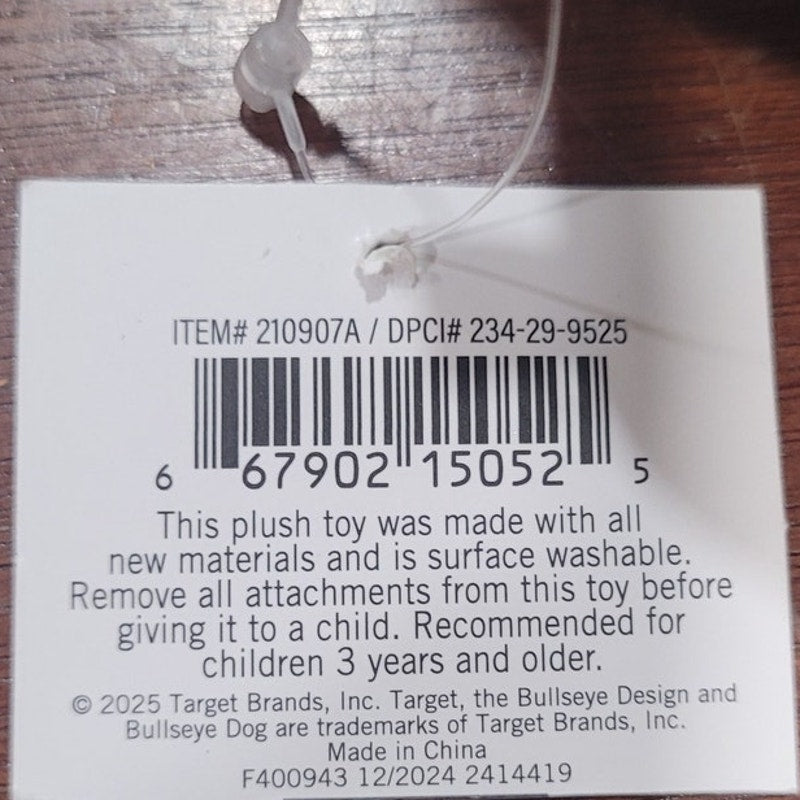 ITEM# 210907A / DPCI# 234-29-9525
6 67902 15052 5
This plush toy was made with all
new materials and is surface washable.
Remove all attachments from this toy before
giving it to a child. Recommended for
children 3 years and older.
© 2025 Target Brands, Inc. Target, the Bullseye Design and
Bullseye Dog are trademarks of Target Brands, Inc.
Made in China
F400943 12/2024 2414419